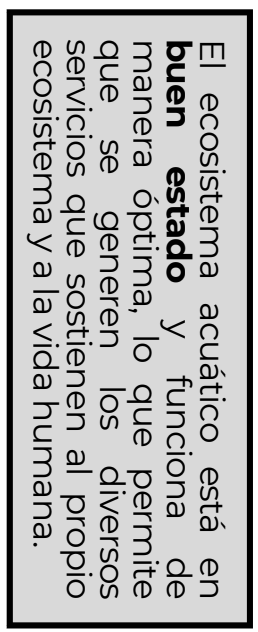 El ecosistema acuático está en
buen estado y funciona de
manera óptima, lo que permite
que se generen los diversos
servicios que sostienen al propio
ecosistema y a la vida humana.